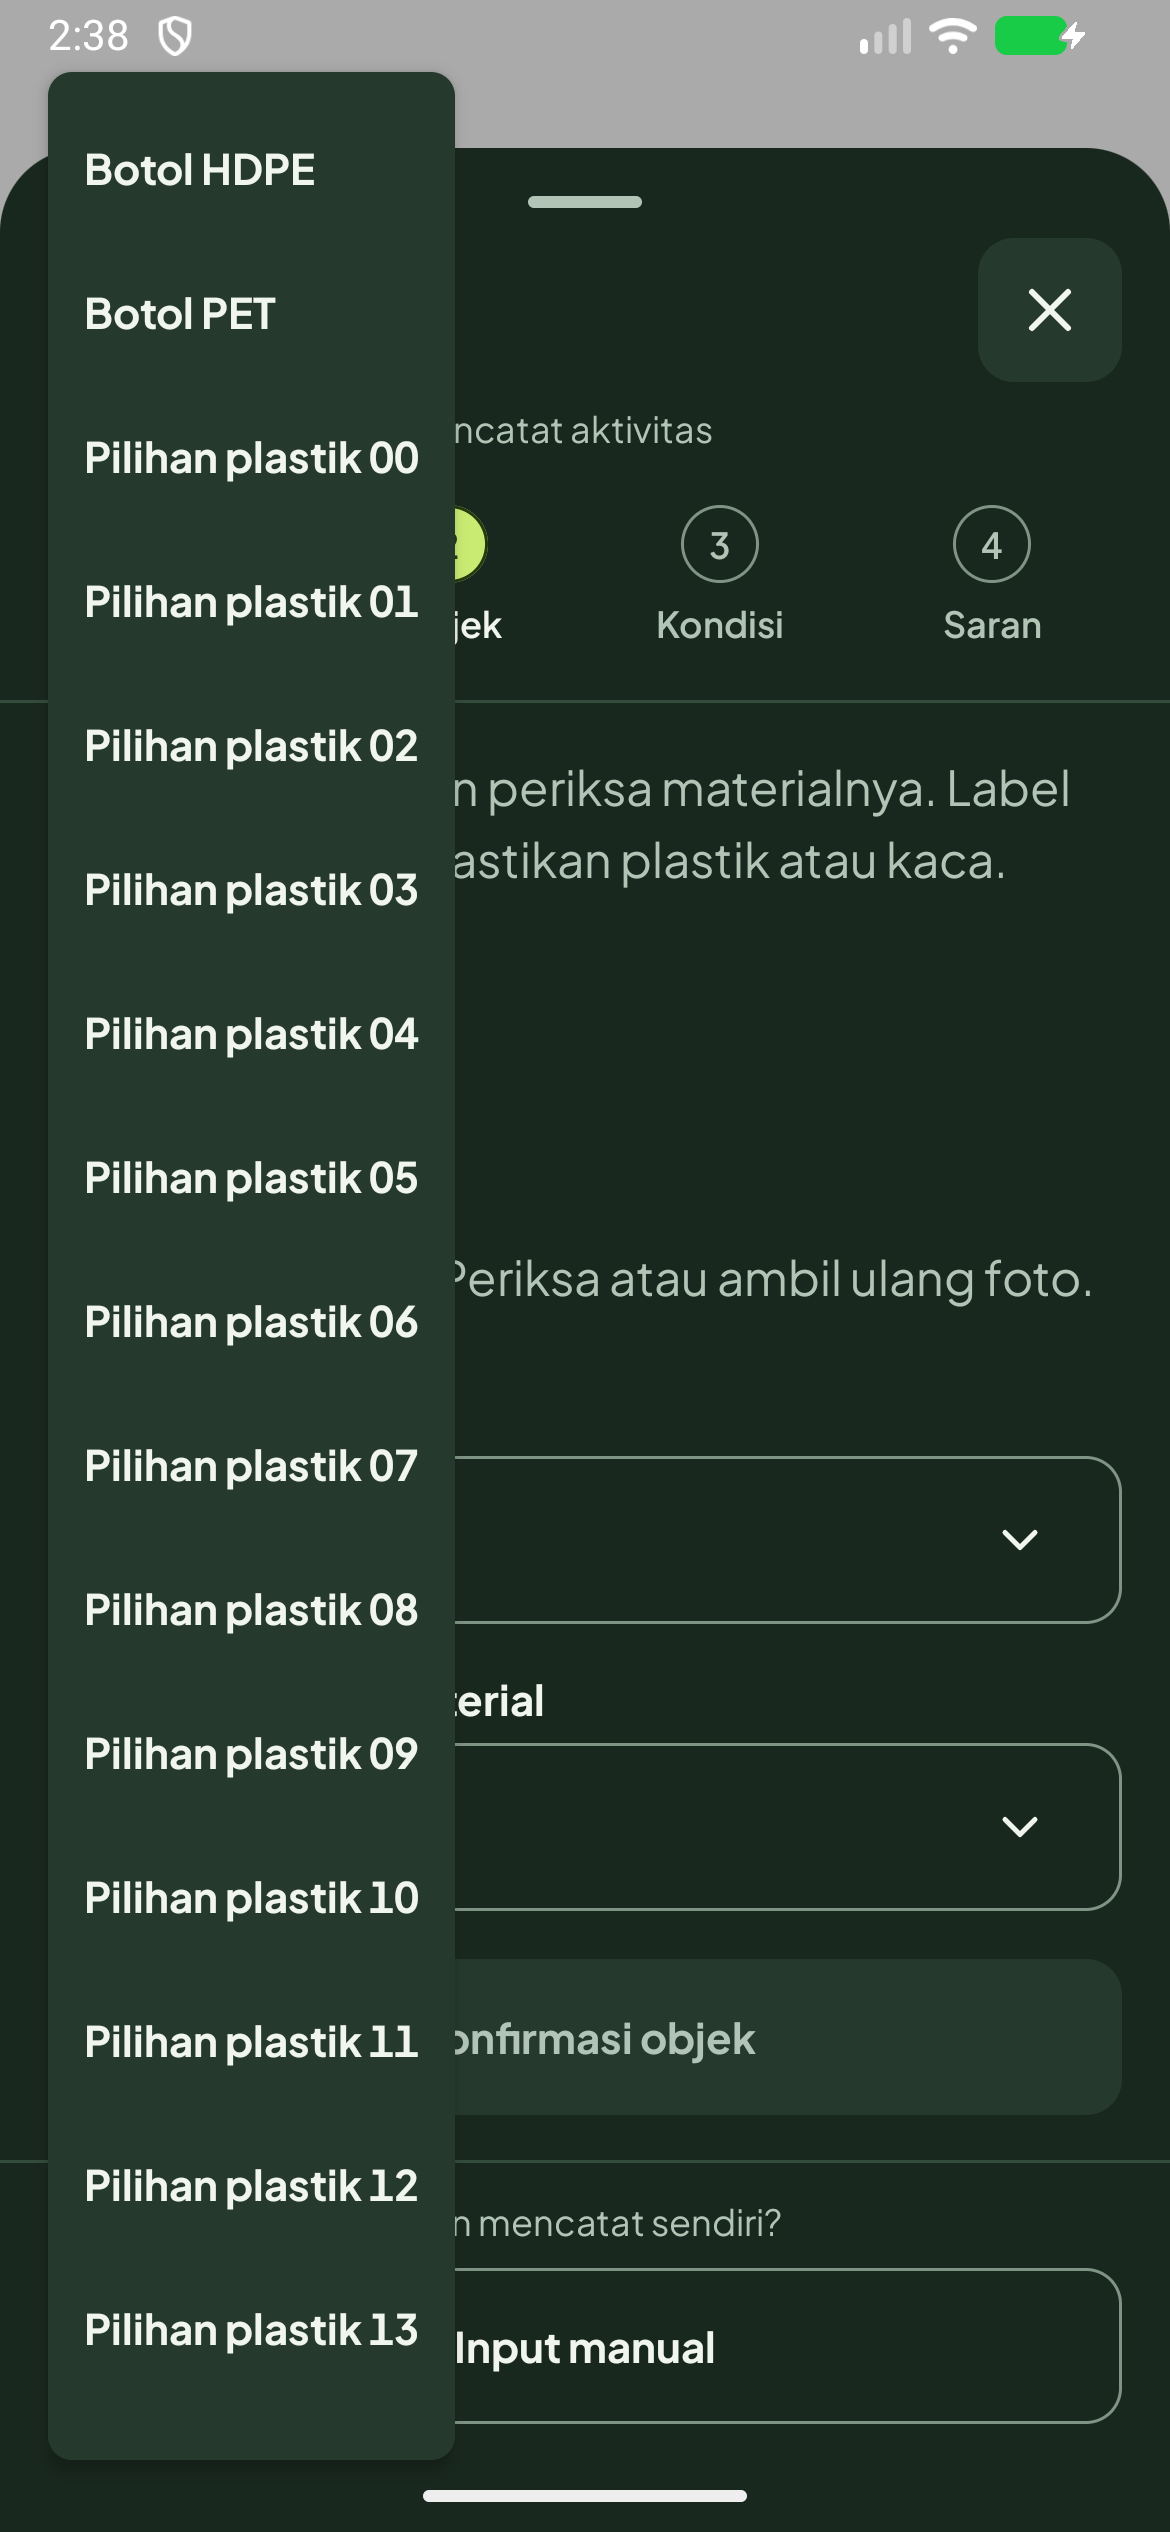 2:38
Botol HDPE
Botol PET
Pilihan plastik 00
Pilihan plastik 01
Pilihan plastik 02
Pilihan plastik 03
Pilihan plastik 04
Pilihan plastik 05
Pilihan plastik 06
Pilihan plastik 07
Pilihan plastik 08
Pilihan plastik 09
Pilihan plastik 10
Pilihan plastik 11
Pilihan plastik 12
Pilihan plastik 13
ncatat aktivitas
3
4
jek
Kondisi
Saran
n periksa materialnya. Label
astikan plastik atau kaca.
Periksa atau ambil ulang foto.
terial
onfirmasi objek
n mencatat sendiri?
Input manual